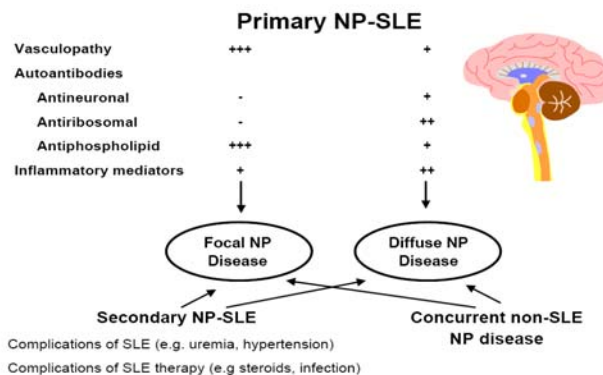 Primary NP-SLE
Vasculopathy +++ +
Autoantibodies
Antineuronal - +
Antiribosomal - ++
Antiphospholipid +++ +
Inflammatory mediators + ++
Focal NP
Disease
Diffuse NP
Disease
Secondary NP-SLE
Complications of SLE (e.g. uremia, hypertension)
Complications of SLE therapy (e.g steroids, infection)
Concurrent non-SLE
NP disease